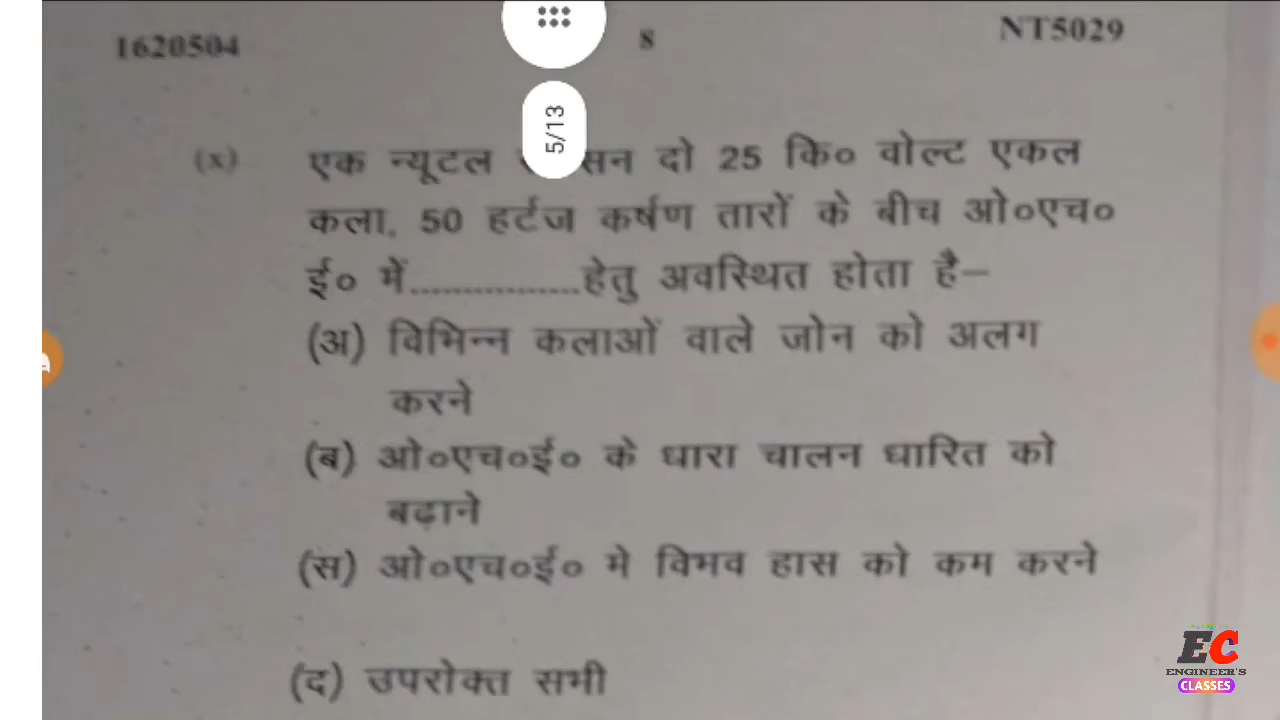 1620504
8
NT5029
5/13
(x) एक न्यूटल सन दो 25 कि० वोल्ट एकल
कला, 50 हर्टज कर्षण तारों के बीच ओ०एच०
ई० में................हेतु अवस्थित होता है–
(अ) विभिन्न कलाओं वाले जोन को अलग
करने
(ब) ओ०एच०ई० के धारा चालन धारित को
बढ़ाने
(स) ओ०एच०ई० मे विभव हास को कम करने
(द) उपरोक्त सभी
EC
ENGINEER'S
CLASSES